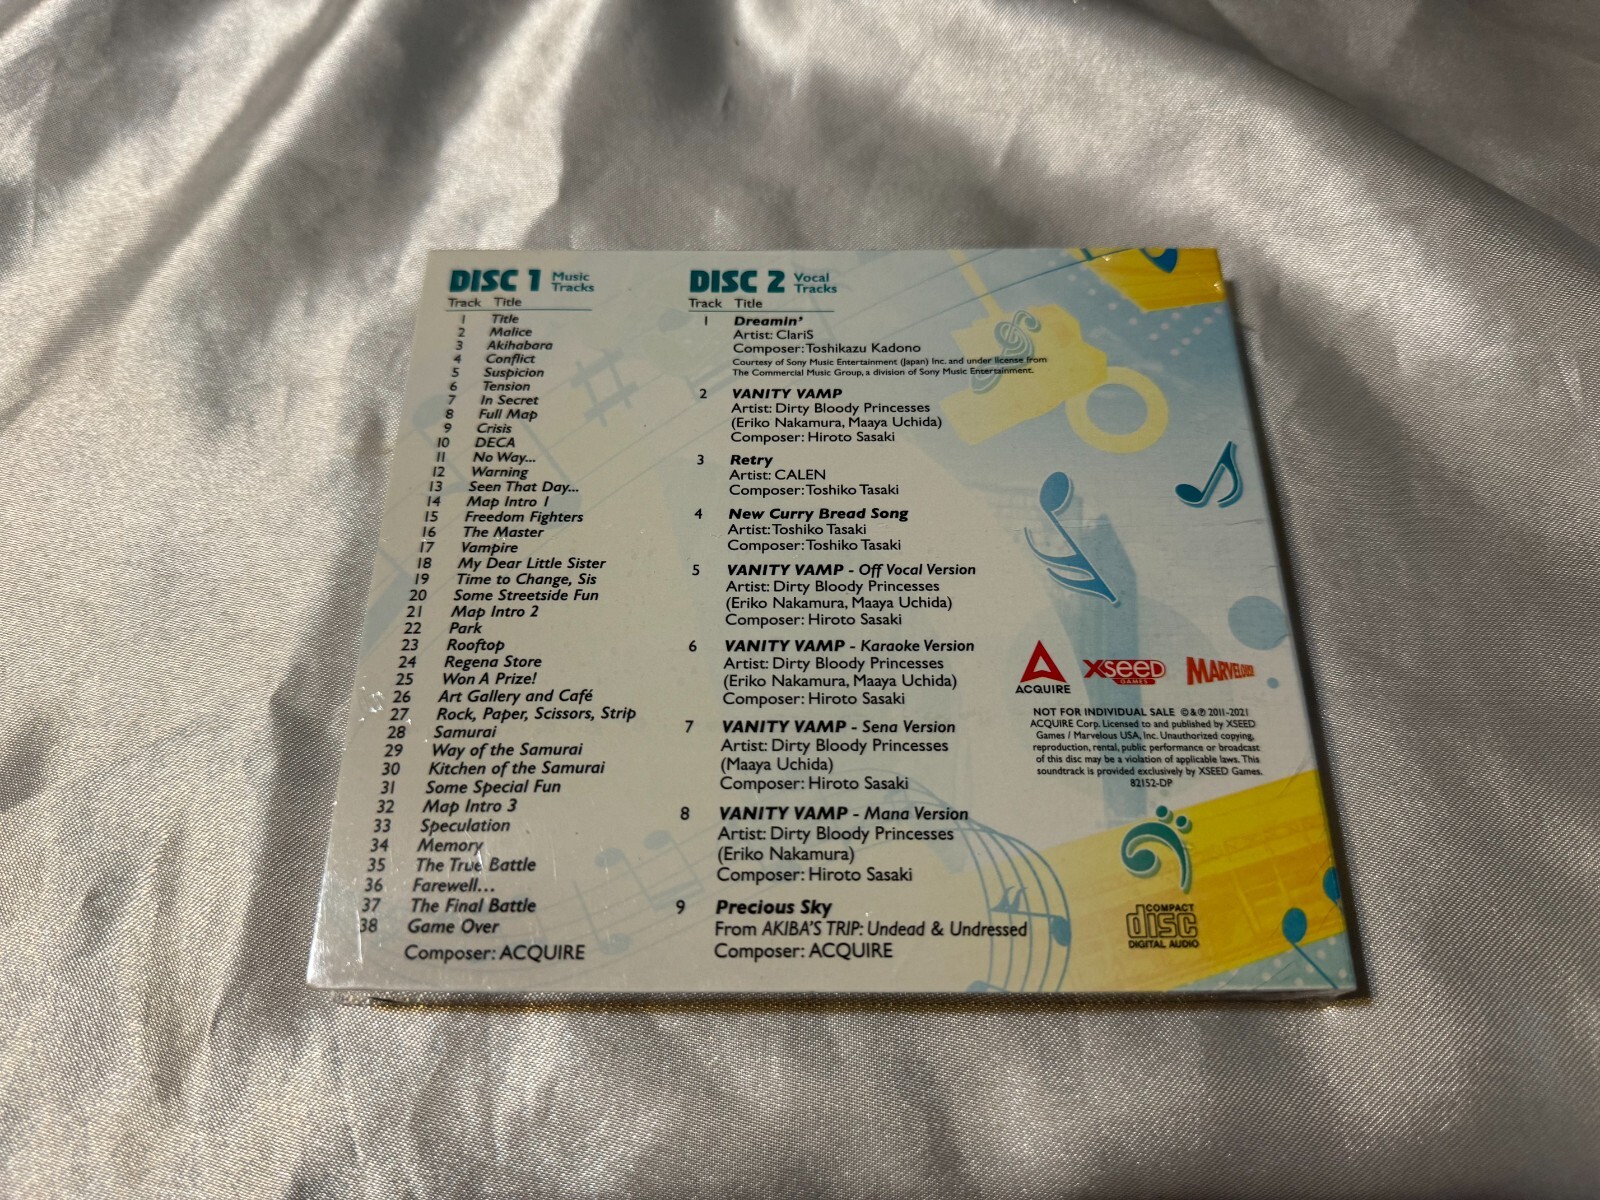 DISC 1 Music Tracks
Track Title
1 Title
2 Malice
3 Akihabara
4 Conflict
5 Suspicion
6 Tension
7 In Secret
8 Full Map
9 Crisis
10 DECA
11 No Way...
12 Warning
13 Seen That Day...
14 Map Intro 1
15 Freedom Fighters
16 The Master
17 Vampire
18 My Dear Little Sister
19 Time to Change, Sis
20 Some Streetside Fun
21 Map Intro 2
22 Park
23 Rooftop
24 Regena Store
25 Won A Prize!
26 Art Gallery and Café
27 Rock, Paper, Scissors, Strip
28 Samurai
29 Way of the Samurai
30 Kitchen of the Samurai
31 Some Special Fun
32 Map Intro 3
33 Speculation
34 Memory
35 The True Battle
36 Farewell...
37 The Final Battle
38 Game Over
Composer: ACQUIRE
DISC 2 Vocal Tracks
Track Title
1 Dreamin'
Artist: ClariS
Composer: Toshikazu Kadono
Courtesy of Sony Music Entertainment (Japan) Inc. and under license from
The Commercial Music Group, a division of Sony Music Entertainment.
2 VANITY VAMP
Artist: Dirty Bloody Princesses
(Eriko Nakamura, Maaya Uchida)
Composer: Hiroto Sasaki
3 Retry
Artist: CALEN
Composer: Toshiko Tasaki
4 New Curry Bread Song
Artist: Toshiko Tasaki
Composer: Toshiko Tasaki
5 VANITY VAMP - Off Vocal Version
Artist: Dirty Bloody Princesses
(Eriko Nakamura, Maaya Uchida)
Composer: Hiroto Sasaki
6 VANITY VAMP - Karaoke Version
Artist: Dirty Bloody Princesses
(Eriko Nakamura, Maaya Uchida)
Composer: Hiroto Sasaki
7 VANITY VAMP - Sena Version
Artist: Dirty Bloody Princesses
(Maaya Uchida)
Composer: Hiroto Sasaki
8 VANITY VAMP - Mana Version
Artist: Dirty Bloody Princesses
(Eriko Nakamura)
Composer: Hiroto Sasaki
9 Precious Sky
From AKIBA'S TRIP: Undead & Undressed
Composer: ACQUIRE
ACQUIRE
XSEED GAMES
MARVELOUS!
NOT FOR INDIVIDUAL SALE ©&℗ 2011-2021
ACQUIRE Corp. Licensed to and published by XSEED
Games / Marvelous USA, Inc. Unauthorized copying,
reproduction, rental, public performance or broadcast
of this disc may be a violation of applicable laws. This
soundtrack is provided exclusively by XSEED Games.
82152-DP
COMPACT
disc
DIGITAL AUDIO